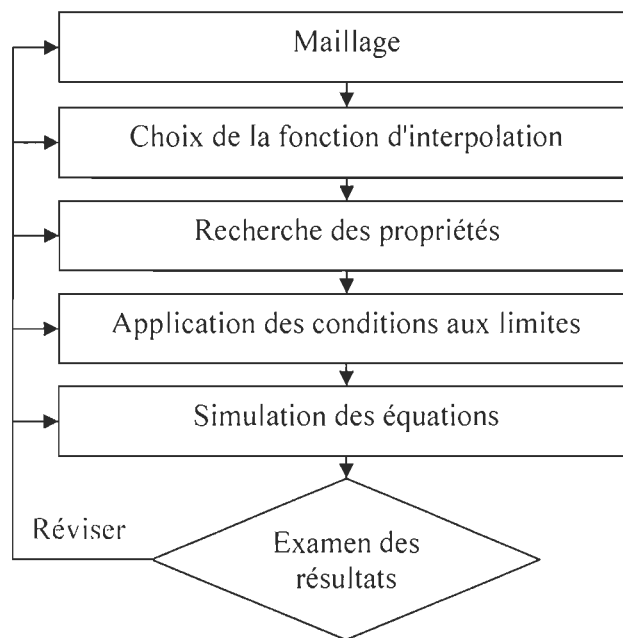 Maillage
Choix de la fonction d'interpolation
Recherche des propriétés
Application des conditions aux limites
Simulation des équations
Réviser
Examen des
résultats